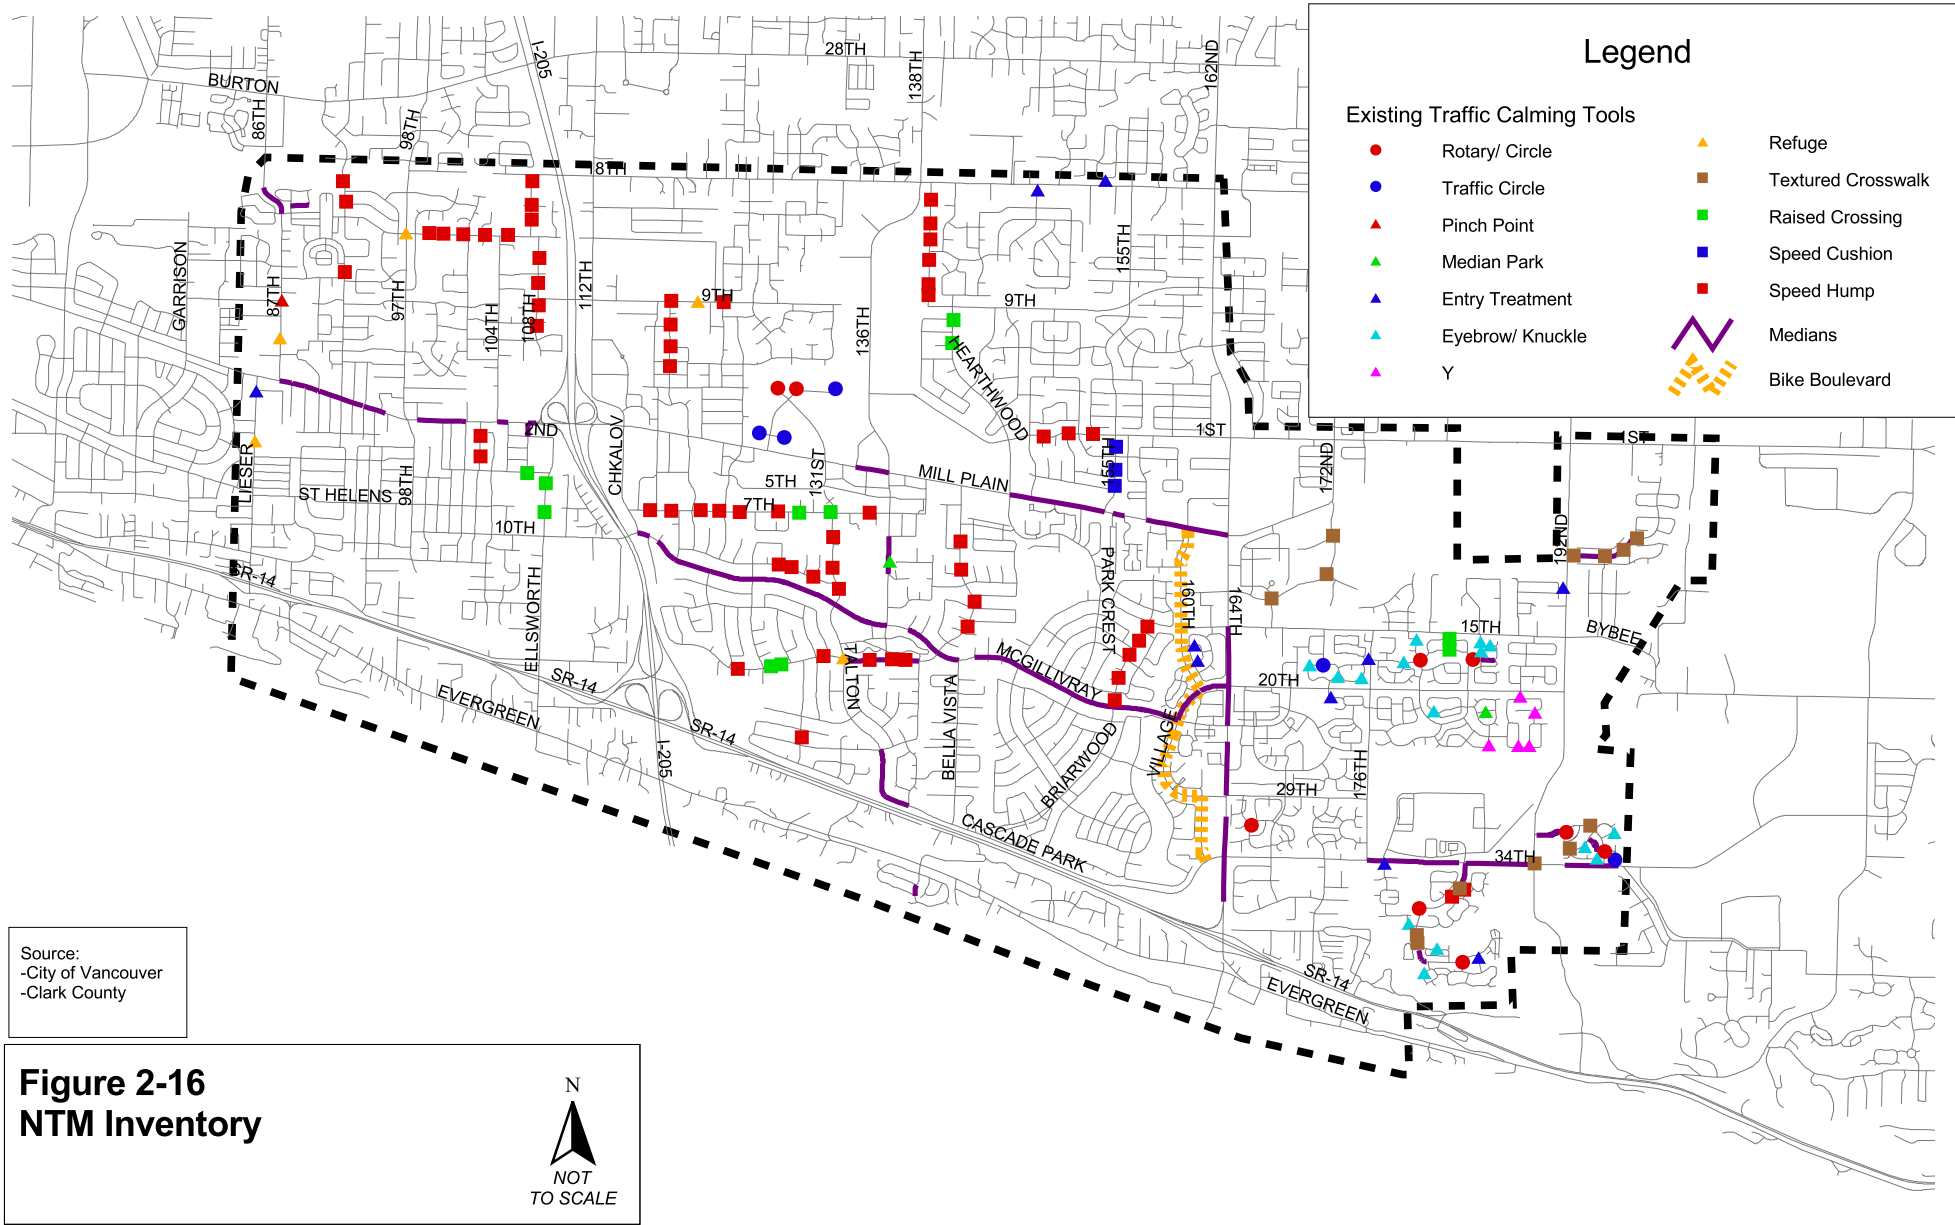 Legend
Existing Traffic Calming Tools
Rotary/ Circle
Traffic Circle
Pinch Point
Median Park
Entry Treatment
Eyebrow/ Knuckle
Y
Refuge
Textured Crosswalk
Raised Crossing
Speed Cushion
Speed Hump
Medians
Bike Boulevard
I-205
28TH
138TH
162ND
BURTON
86TH
98TH
18TH
GARRISON
87TH
97TH
104TH
108TH
112TH
9TH
136TH
9TH
155TH
HEARTHWOOD
2ND
CHKALOV
1ST
155TH
172ND
1ST
LIESER
98TH
ST HELENS
5TH
131ST
MILL PLAIN
7TH
10TH
192ND
SR-14
ELLSWORTH
PARK CREST
160TH
164TH
15TH
BYBEE
MCGILLIVRAY
TALTON
20TH
SR-14
EVERGREEN
SR-14
I-205
BELLA VISTA
BRIARWOOD
VILLAGE
176TH
29TH
CASCADE PARK
34TH
SR-14
EVERGREEN
Source:
-City of Vancouver
-Clark County
Figure 2-16
NTM Inventory
N
NOT
TO SCALE